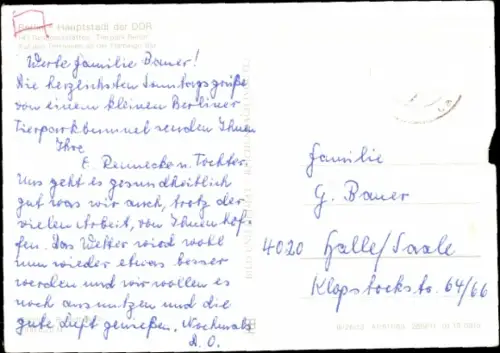 Berlin - Hauptstadt der DDR
Werte Familie Bauer!
Die herzlichsten Sonntagsgrüße
von einem kleinen Berliner
Tierparkbummel senden Ihnen
Ihre
E. Rennecke u. Tochter.
Uns geht es gesundheitlich
gut was wir auch, trotz der
vielen Arbeit, von Ihnen hof-
fen. Das Wetter wird wohl
nun wieder etwas besser
werden und wir wollen es
noch ausnutzen und die
gute Luft genießen. Nochmals
D. O.
Familie
G. Bauer
4020 Halle/Saale
Klopstockstr. 64/66